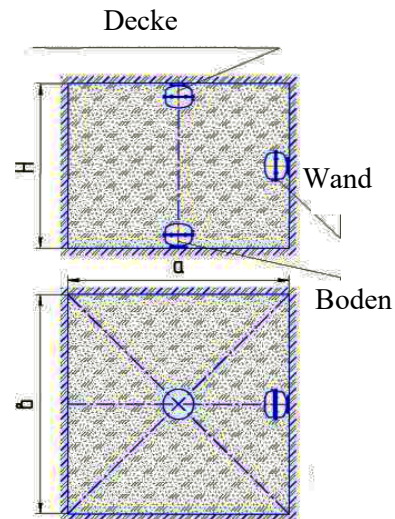 Decke
H
Wand
a
Boden
в